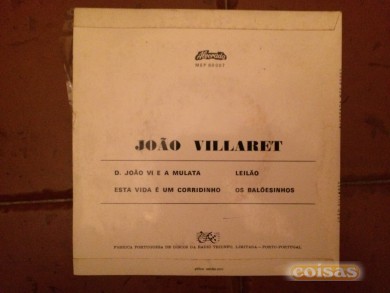 Alvorada
JOÃO VILLARET
D. JOÃO VI E A MULATA
LEILÃO
ESTA VIDA É UM CORRIDINHO
OS BALÕESINHOS
FÁBRICA PORTUGUESA DE DISCOS DA RÁDIO TRIUNFO, LIMITADA — PORTO-PORTUGAL
coisas